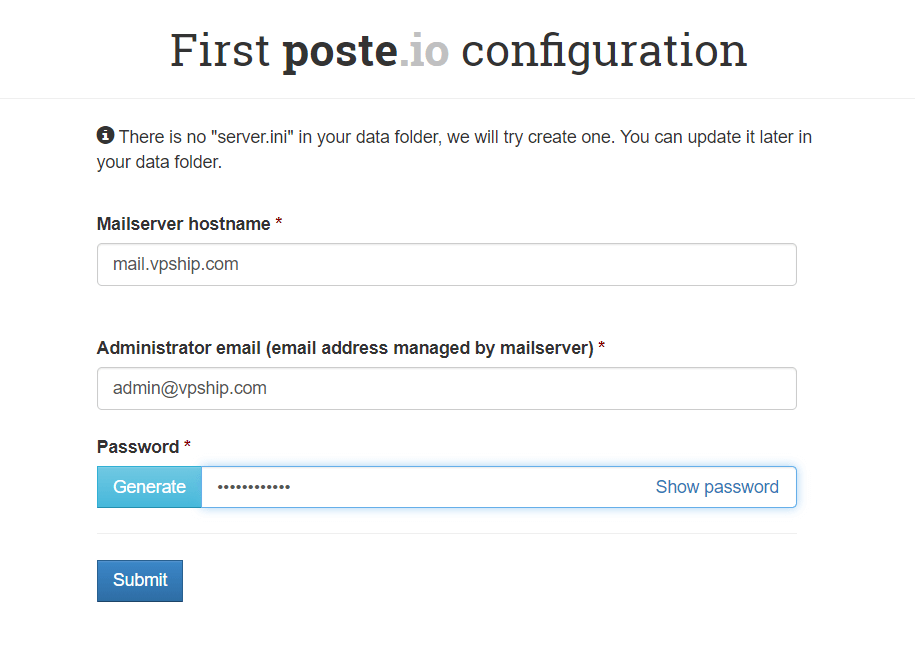 First poste.io configuration
There is no "server.ini" in your data folder, we will try create one. You can update it later in
your data folder.
Mailserver hostname *
mail.vpship.com
Administrator email (email address managed by mailserver) *
admin@vpship.com
Password *
Generate •••••••••••• Show password
Submit